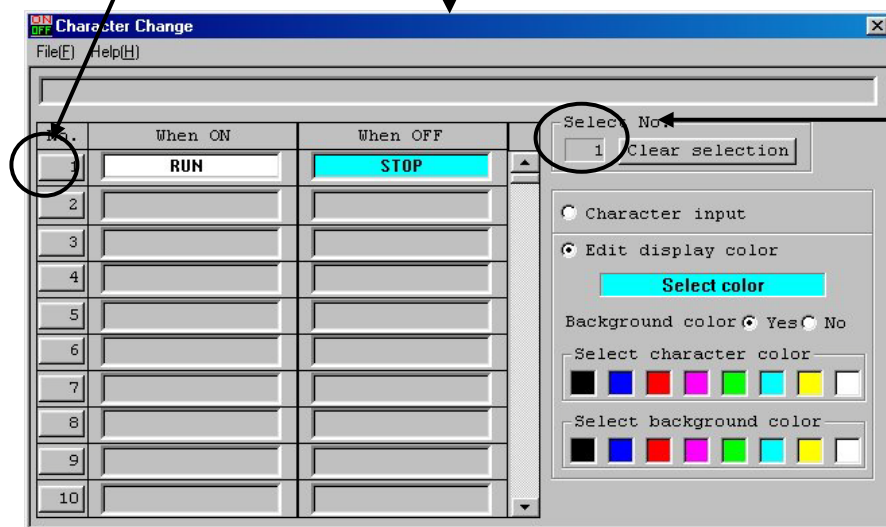 ON
OFF
Character Change
File(F) Help(H)
No. When ON When OFF
1 RUN STOP
2
3
4
5
6
7
8
9
10
Select No.
1 Clear selection
Character input
Edit display color
Select color
Background color Yes No
Select character color
Select background color